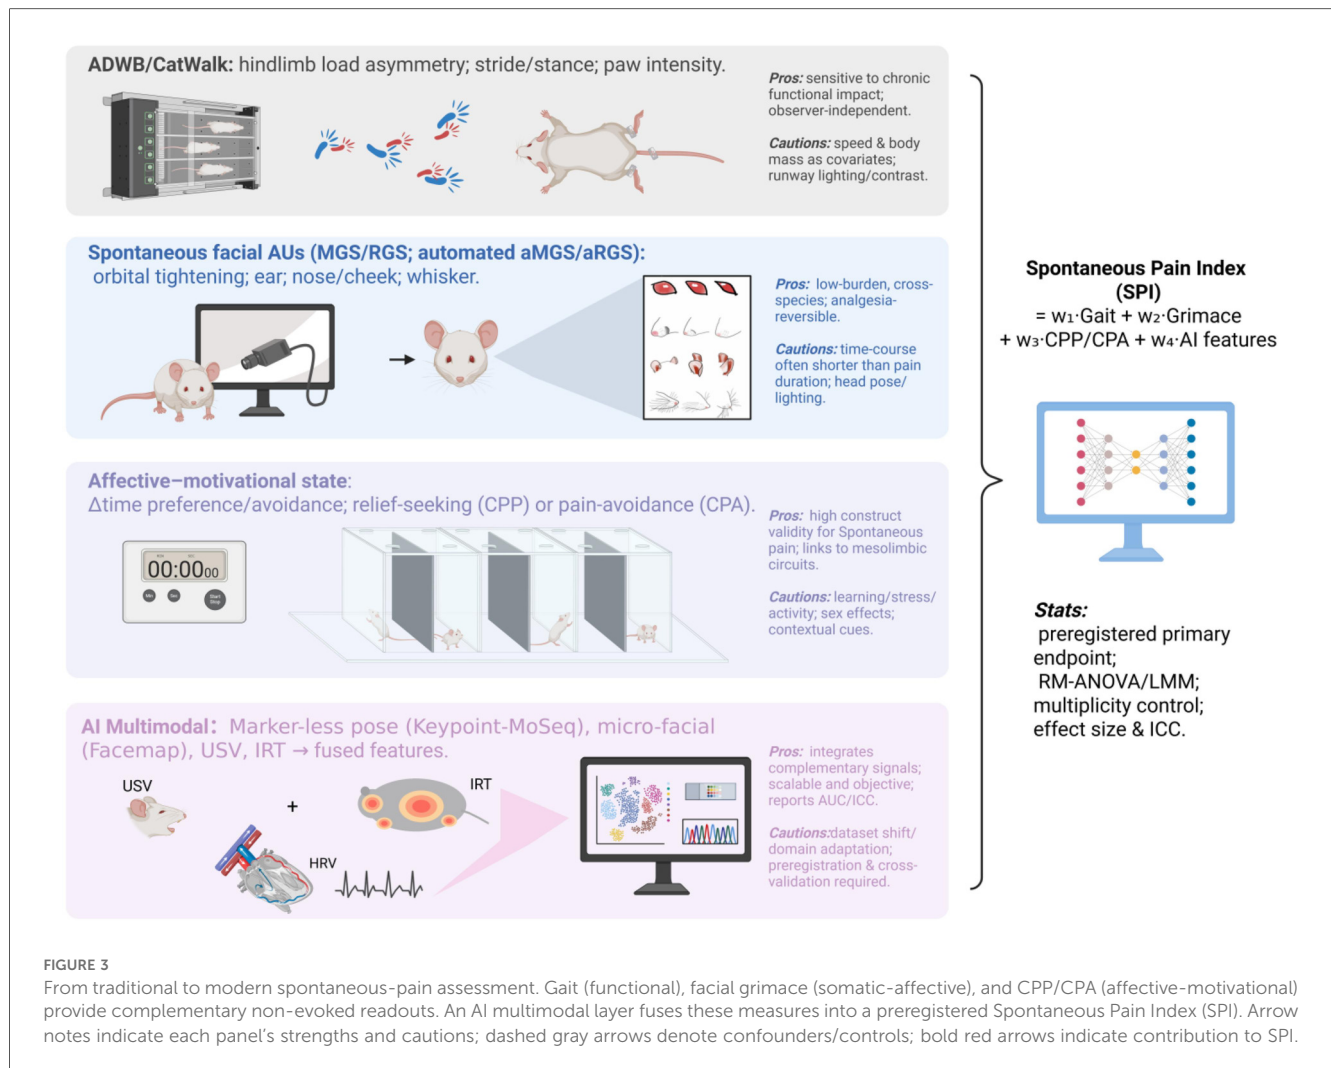 ADWB/CatWalk: hindlimb load asymmetry; stride/stance; paw intensity.
Pros: sensitive to chronic
functional impact;
observer-independent.
Cautions: speed & body
mass as covariates;
runway lighting/contrast.
Spontaneous facial AUs (MGS/RGS; automated aMGS/aRGS):
orbital tightening; ear; nose/cheek; whisker.
Pros: low-burden, cross-
species; analgesia-
reversible.
Cautions: time-course
often shorter than pain
duration; head pose/
lighting.
Affective–motivational state:
Δtime preference/avoidance; relief-seeking (CPP) or pain-avoidance (CPA).
00:00 00
Min
Sec
Start
Stop
Pros: high construct
validity for Spontaneous
pain; links to mesolimbic
circuits.
Cautions: learning/stress/
activity; sex effects;
contextual cues.
AI Multimodal: Marker-less pose (Keypoint-MoSeq), micro-facial
(Facemap), USV, IRT → fused features.
USV
+
IRT
HRV
Pros: integrates
complementary signals;
scalable and objective;
reports AUC/ICC.
Cautions:dataset shift/
domain adaptation;
preregistration & cross-
validation required.
Spontaneous Pain Index
(SPI)
= w₁·Gait + w₂·Grimace
+ w₃·CPP/CPA + w₄·AI features
Stats:
preregistered primary
endpoint;
RM-ANOVA/LMM;
multiplicity control;
effect size & ICC.
FIGURE 3
From traditional to modern spontaneous-pain assessment. Gait (functional), facial grimace (somatic-affective), and CPP/CPA (affective-motivational)
provide complementary non-evoked readouts. An AI multimodal layer fuses these measures into a preregistered Spontaneous Pain Index (SPI). Arrow
notes indicate each panel's strengths and cautions; dashed gray arrows denote confounders/controls; bold red arrows indicate contribution to SPI.